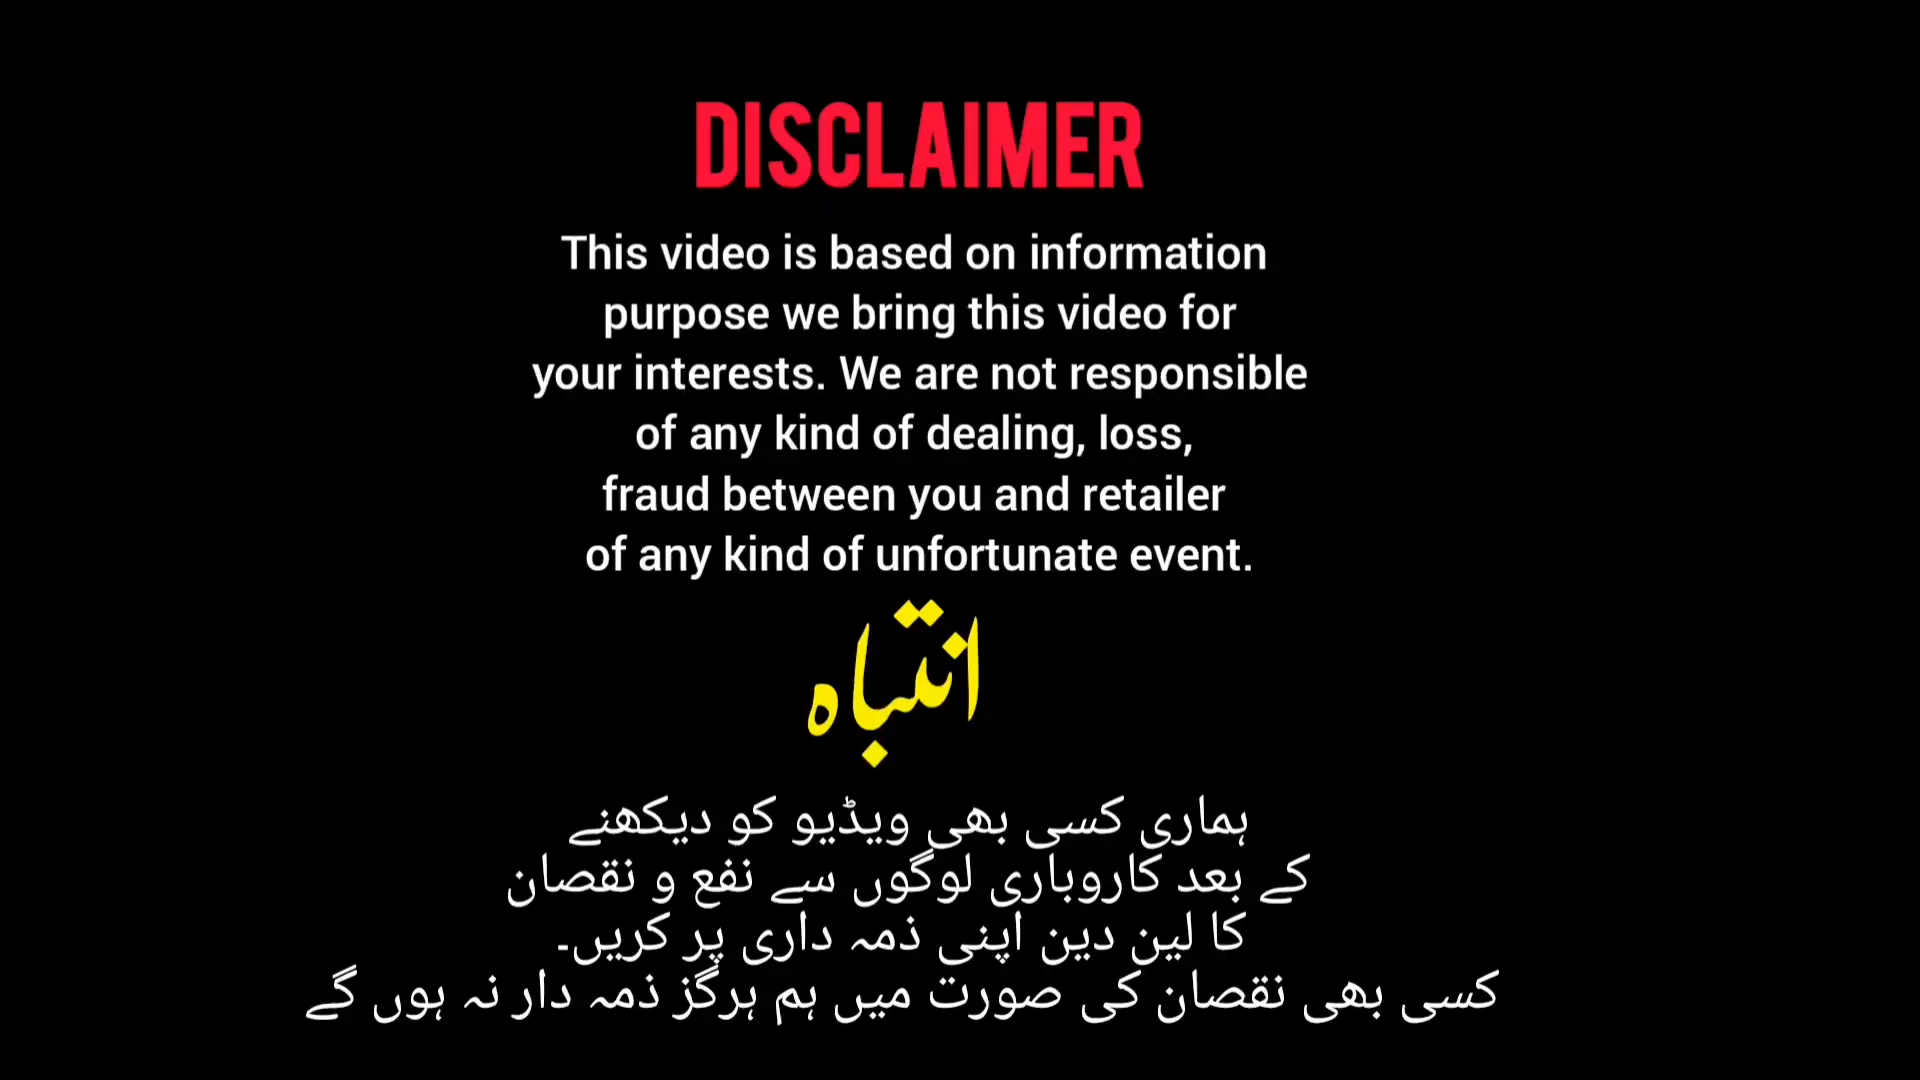 DISCLAIMER
This video is based on information
purpose we bring this video for
your interests. We are not responsible
of any kind of dealing, loss,
fraud between you and retailer
of any kind of unfortunate event.
انتباہ
ہماری کسی بھی ویڈیو کو دیکھنے
کے بعد کاروباری لوگوں سے نفع و نقصان
کا لین دین اپنی ذمہ داری پر کریں۔
کسی بھی نقصان کی صورت میں ہم ہرگز ذمہ دار نہ ہوں گے